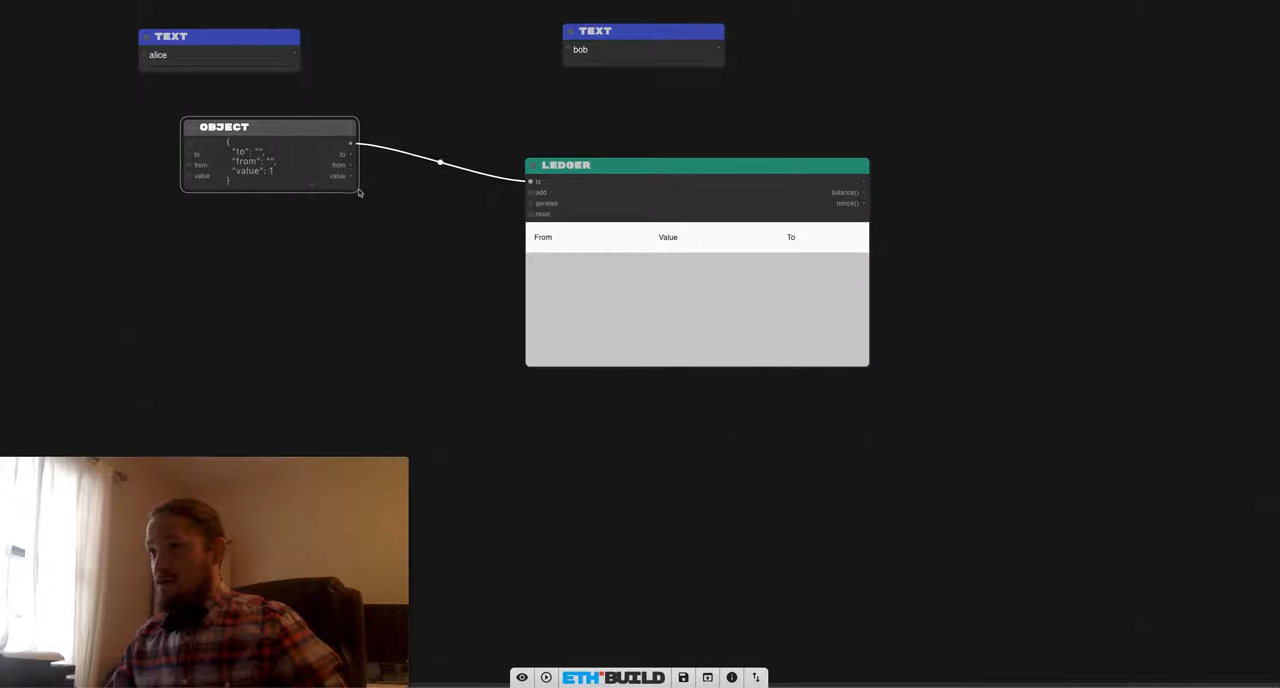 TEXT
alice
TEXT
bob
OBJECT
{
"to": "",
"from": "",
"value": 1
}
to
from
value
to
from
value
LEDGER
tx
add
genesis
reset
balance()
nonce()
From Value To
ETH BUILD